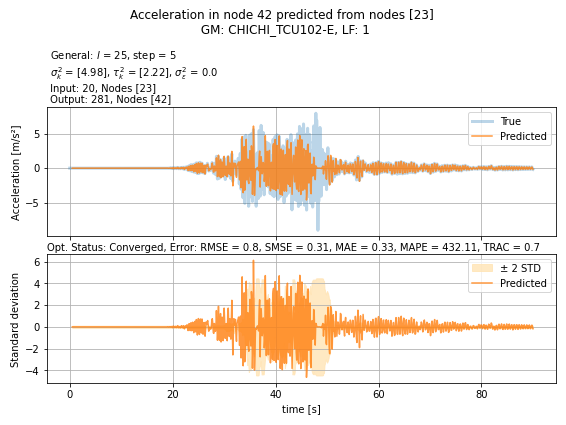 Acceleration in node 42 predicted from nodes [23]
GM: CHICHI_TCU102-E, LF: 1
General: l = 25, step = 5
σ²ₖ = [4.98], τ²ₖ = [2.22], σ²ε = 0.0
Input: 20, Nodes [23]
Output: 281, Nodes [42]
True
Predicted
Acceleration [m/s²]
5
0
−5
Opt. Status: Converged, Error: RMSE = 0.8, SMSE = 0.31, MAE = 0.33, MAPE = 432.11, TRAC = 0.7
± 2 STD
Predicted
Standard deviation
6
4
2
0
−2
−4
0 20 40 60 80
time [s]